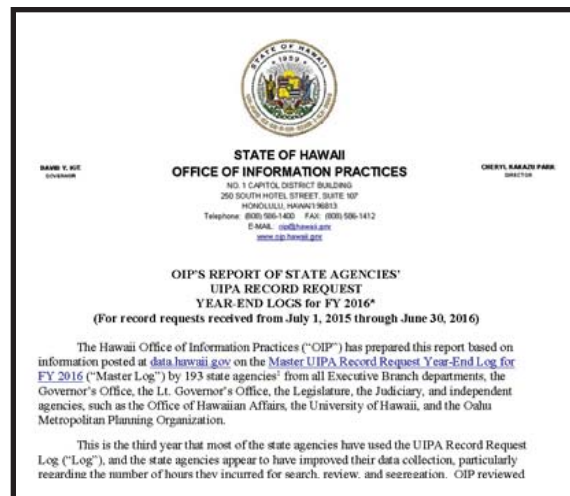 STATE OF HAWAII
1959
STATE OF HAWAII
OFFICE OF INFORMATION PRACTICES
NO. 1 CAPITOL DISTRICT BUILDING
250 SOUTH HOTEL STREET, SUITE 107
HONOLULU, HAWAII 96813
Telephone: (808) 586-1400 FAX: (808) 586-1412
E-MAIL: oip@hawaii.gov
www.oip.hawaii.gov
DAVID Y. IGE
GOVERNOR
CHERYL KAKAZU PARK
DIRECTOR
OIP'S REPORT OF STATE AGENCIES'
UIPA RECORD REQUEST
YEAR-END LOGS for FY 2016*
(For record requests received from July 1, 2015 through June 30, 2016)
The Hawaii Office of Information Practices ("OIP") has prepared this report based on
information posted at data.hawaii.gov on the Master UIPA Record Request Year-End Log for
FY 2016 ("Master Log") by 193 state agencies¹ from all Executive Branch departments, the
Governor's Office, the Lt. Governor's Office, the Legislature, the Judiciary, and independent
agencies, such as the Office of Hawaiian Affairs, the University of Hawaii, and the Oahu
Metropolitan Planning Organization.
This is the third year that most of the state agencies have used the UIPA Record Request
Log ("Log"), and the state agencies appear to have improved their data collection, particularly
regarding the number of hours they incurred for search, review, and segregation. OIP reviewed